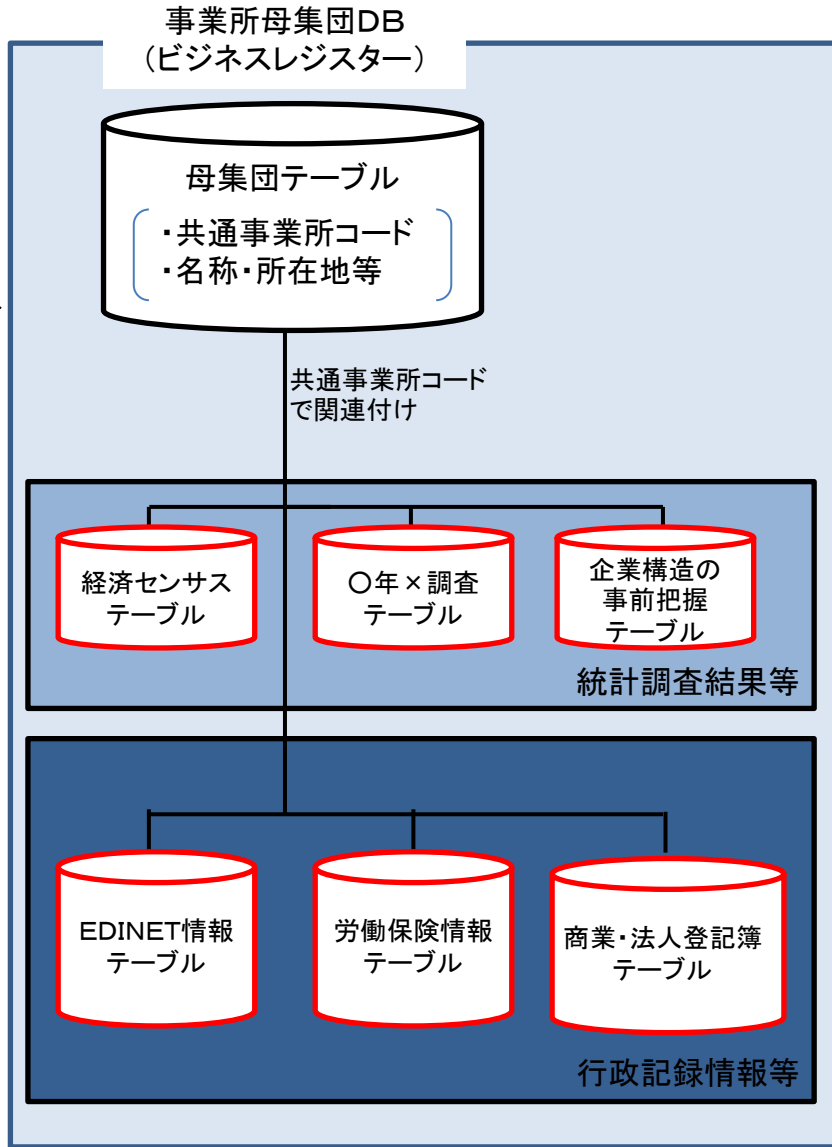 事業所母集団DB
（ビジネスレジスター）
母集団テーブル
・共通事業所コード
・名称・所在地等
共通事業所コード
で関連付け
経済センサス
テーブル
〇年×調査
テーブル
企業構造の
事前把握
テーブル
統計調査結果等
EDINET情報
テーブル
労働保険情報
テーブル
商業・法人登記簿
テーブル
行政記録情報等